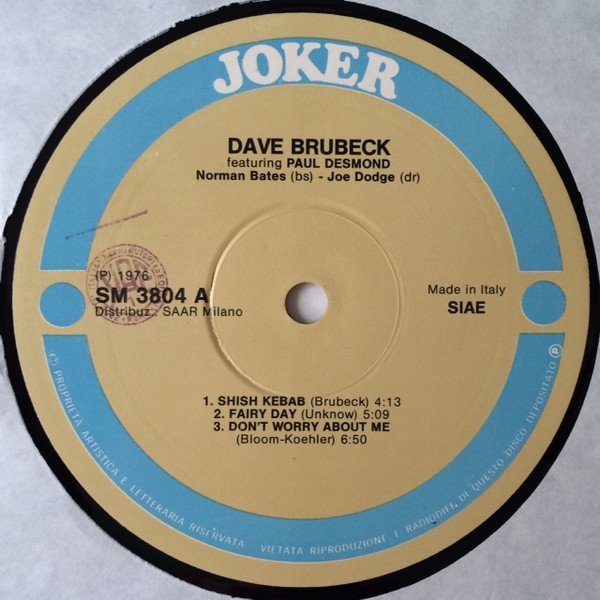 JOKER
DAVE BRUBECK
featuring PAUL DESMOND
Norman Bates (bs) - Joe Dodge (dr)
(P) 1976
SM 3804 A
Distribuz.: SAAR Milano
Made in Italy
SIAE
1. SHISH KEBAB (Brubeck) 4:13
2. FAIRY DAY (Unknow) 5:09
3. DON'T WORRY ABOUT ME
(Bloom-Koehler) 6:50
(C) PROPRIETÀ ARTISTICA E LETTERARIA RISERVATA VIETATA RIPRODUZIONE E RADIODIFF. DI QUESTO DISCO DEPOSITATO (P)